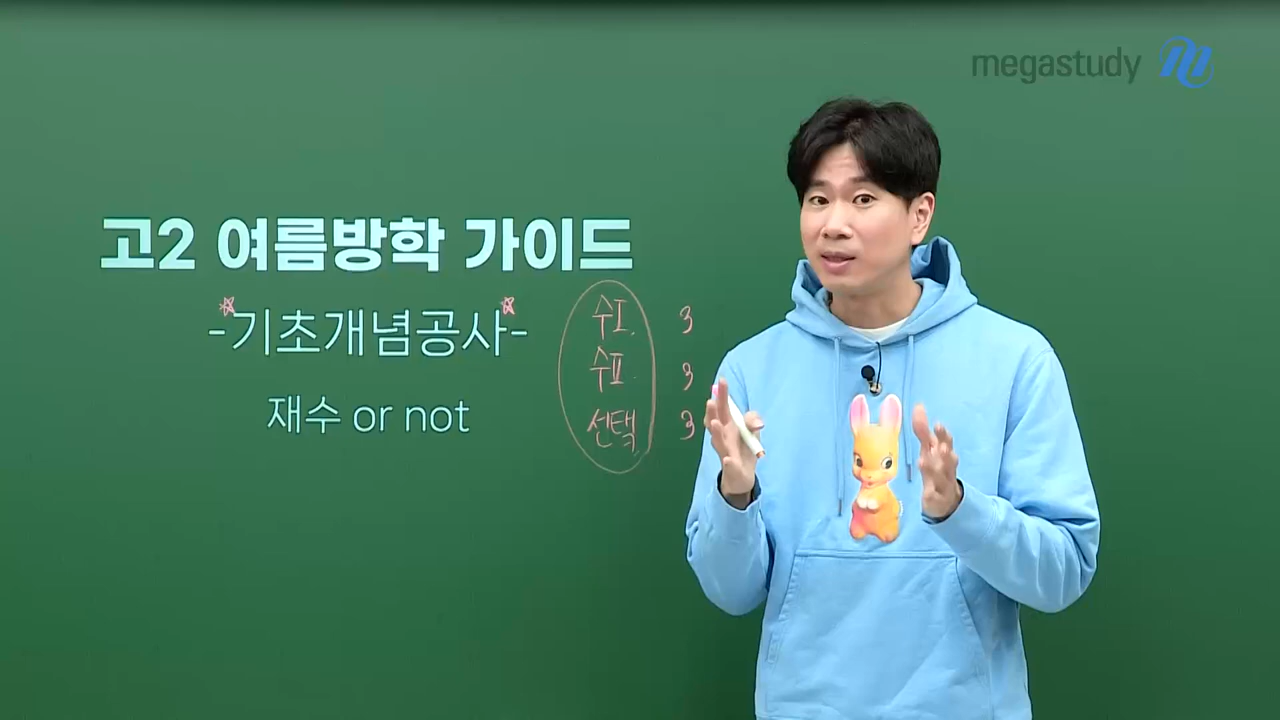 megastudy
고2 여름방학 가이드
-기초개념공사-
재수 or not
수Ⅰ. 3
수Ⅱ. 3
선택 3